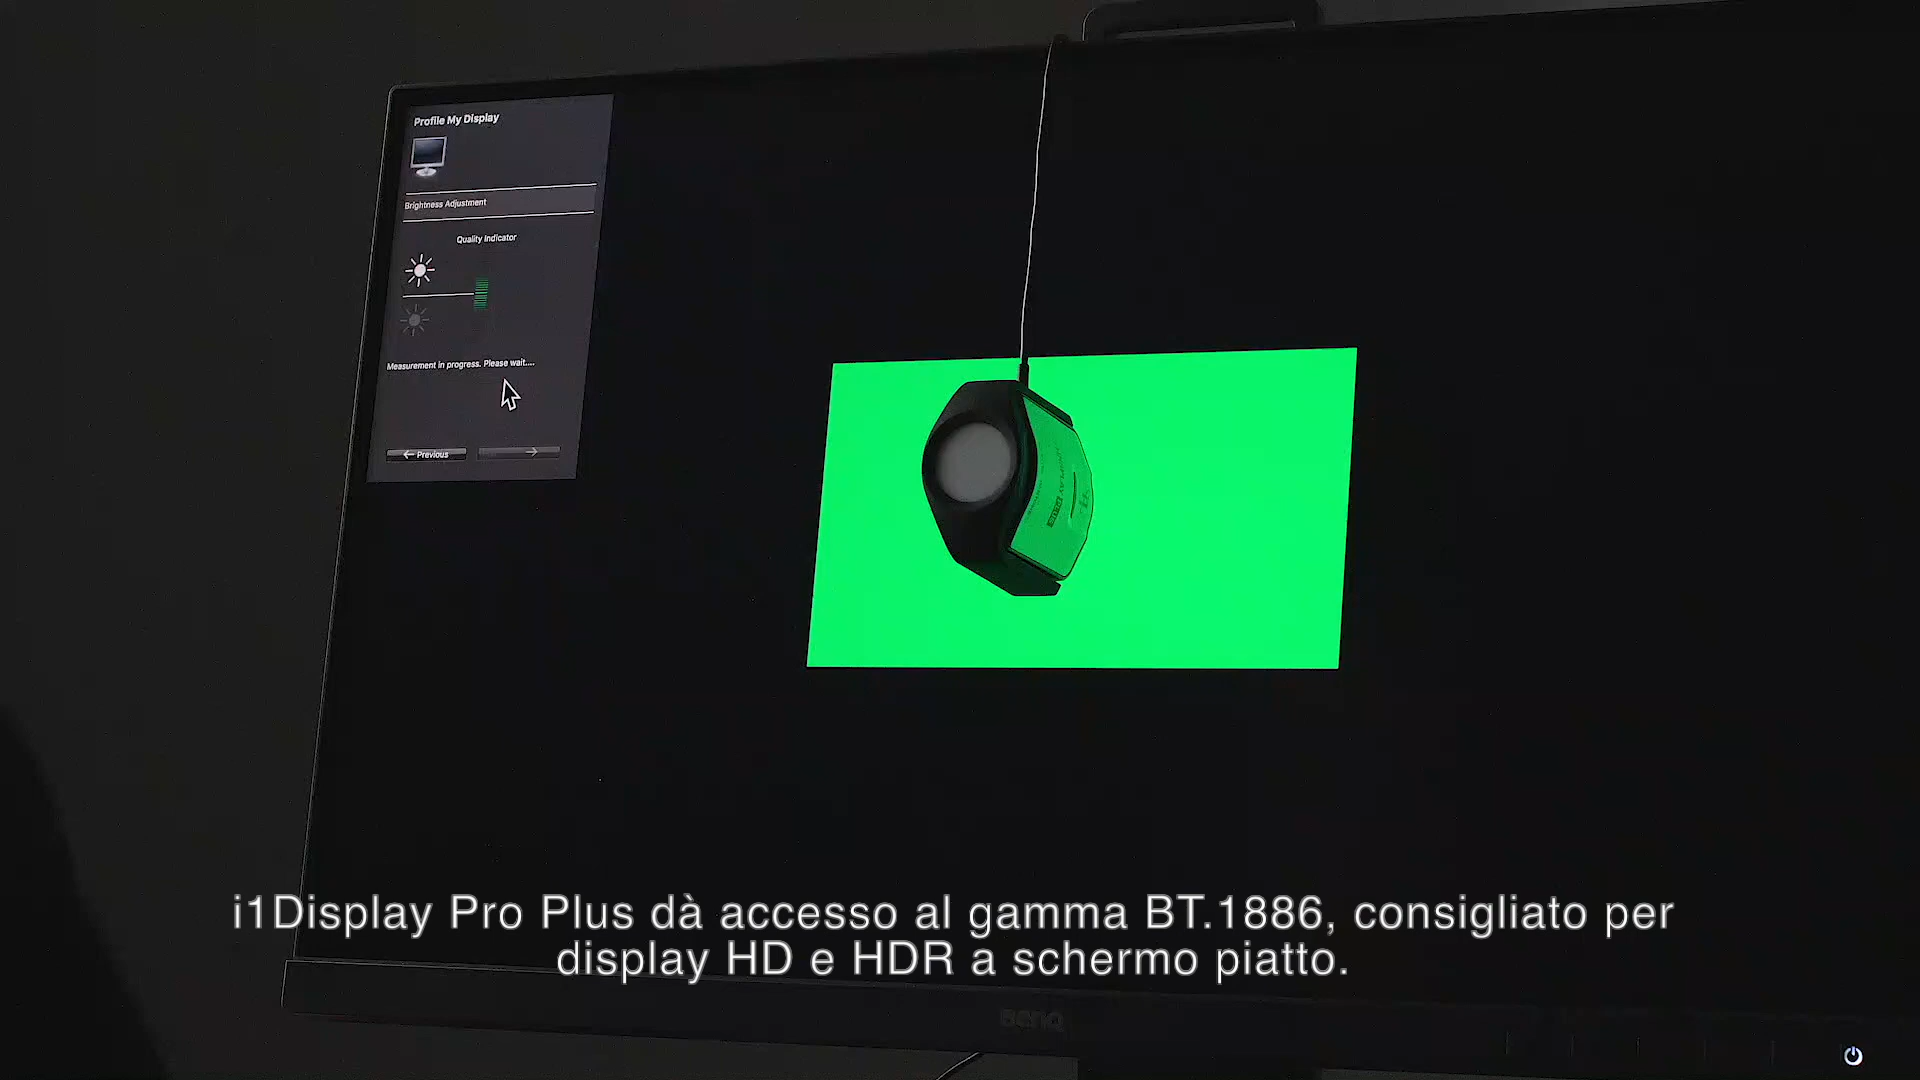 Profile My Display
Brightness Adjustment
Quality Indicator
Measurement in progress. Please wait....
Previous
i1Display Pro Plus dà accesso al gamma BT.1886, consigliato per
display HD e HDR a schermo piatto.
BenQ